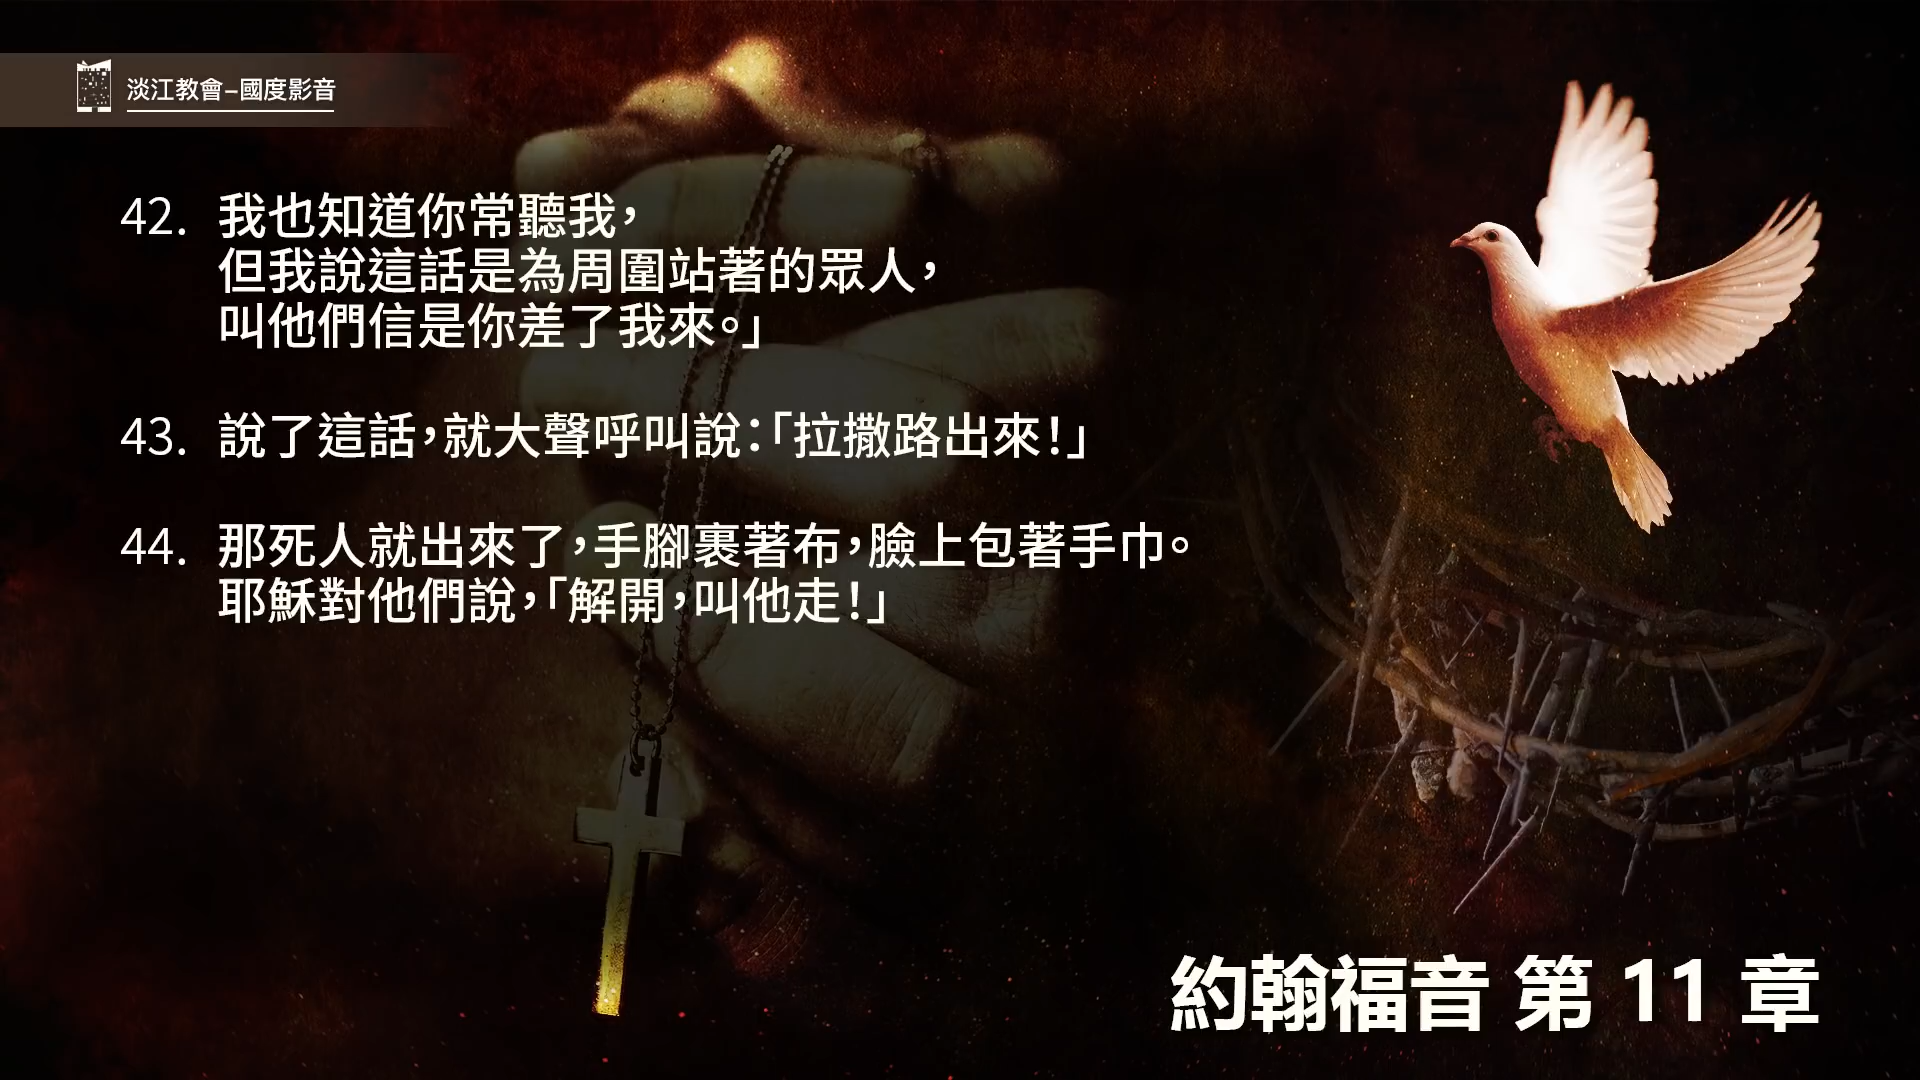 淡江教會–國度影音
42. 我也知道你常聽我，
但我說這話是為周圍站著的眾人，
叫他們信是你差了我來。」
43. 說了這話，就大聲呼叫說：「拉撒路出來！」
44. 那死人就出來了，手腳裹著布，臉上包著手巾。
耶穌對他們說，「解開，叫他走！」
約翰福音 第 11 章